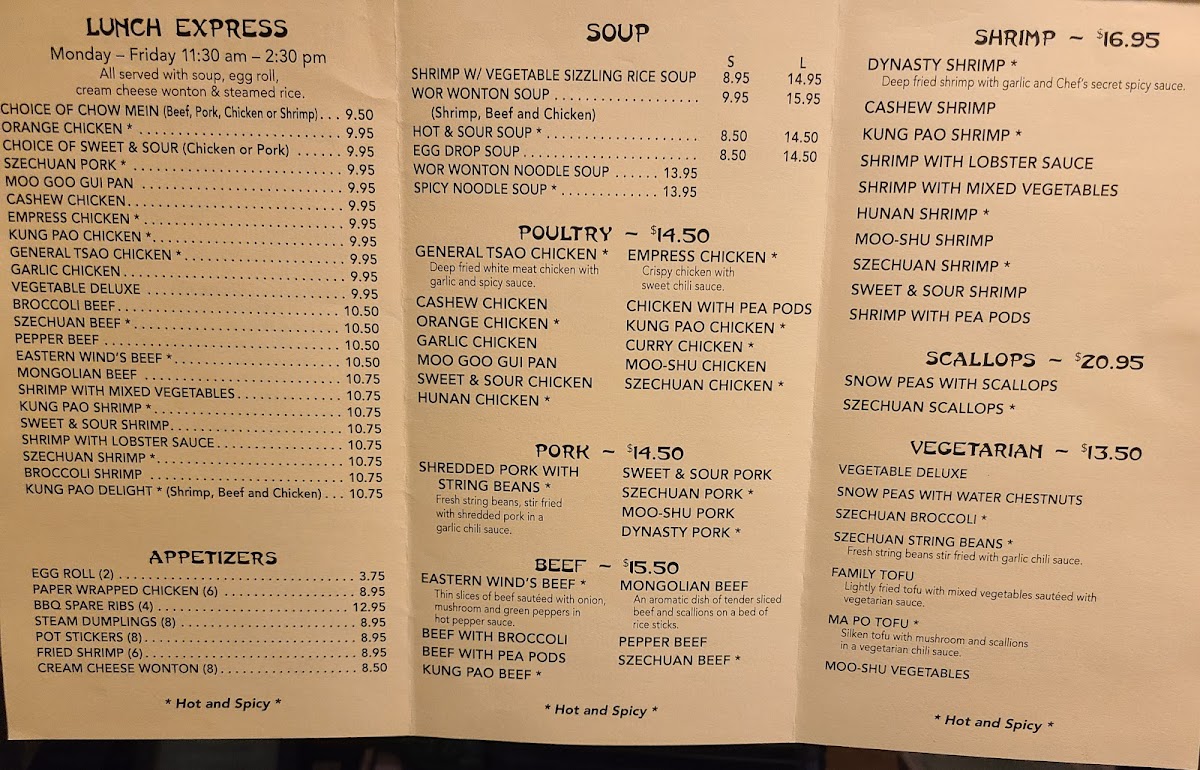 LUNCH EXPRESS
Monday – Friday 11:30 am – 2:30 pm
All served with soup, egg roll,
cream cheese wonton & steamed rice.
CHOICE OF CHOW MEIN (Beef, Pork, Chicken or Shrimp). . . 9.50
ORANGE CHICKEN * . . . 9.95
CHOICE OF SWEET & SOUR (Chicken or Pork) . . . 9.95
SZECHUAN PORK * . . . 9.95
MOO GOO GUI PAN . . . 9.95
CASHEW CHICKEN . . . 9.95
EMPRESS CHICKEN * . . . 9.95
KUNG PAO CHICKEN * . . . 9.95
GENERAL TSAO CHICKEN * . . . 9.95
GARLIC CHICKEN . . . 9.95
VEGETABLE DELUXE . . . 9.95
BROCCOLI BEEF . . . 10.50
SZECHUAN BEEF * . . . 10.50
PEPPER BEEF . . . 10.50
EASTERN WIND'S BEEF * . . . 10.50
MONGOLIAN BEEF . . . 10.75
SHRIMP WITH MIXED VEGETABLES . . . 10.75
KUNG PAO SHRIMP * . . . 10.75
SWEET & SOUR SHRIMP . . . 10.75
SHRIMP WITH LOBSTER SAUCE . . . 10.75
SZECHUAN SHRIMP * . . . 10.75
BROCCOLI SHRIMP . . . 10.75
KUNG PAO DELIGHT * (Shrimp, Beef and Chicken) . . . 10.75
APPETIZERS
EGG ROLL (2) . . . 3.75
PAPER WRAPPED CHICKEN (6) . . . 8.95
BBQ SPARE RIBS (4) . . . 12.95
STEAM DUMPLINGS (8) . . . 8.95
POT STICKERS (8) . . . 8.95
FRIED SHRIMP (6) . . . 8.95
CREAM CHEESE WONTON (8) . . . 8.50
* Hot and Spicy *
SOUP
S L
SHRIMP W/ VEGETABLE SIZZLING RICE SOUP 8.95 14.95
WOR WONTON SOUP . . . 9.95 15.95
(Shrimp, Beef and Chicken)
HOT & SOUR SOUP * . . . 8.50 14.50
EGG DROP SOUP . . . 8.50 14.50
WOR WONTON NOODLE SOUP . . . 13.95
SPICY NOODLE SOUP * . . . 13.95
POULTRY ~ $14.50
GENERAL TSAO CHICKEN *
Deep fried white meat chicken with
garlic and spicy sauce.
CASHEW CHICKEN
ORANGE CHICKEN *
GARLIC CHICKEN
MOO GOO GUI PAN
SWEET & SOUR CHICKEN
HUNAN CHICKEN *
EMPRESS CHICKEN *
Crispy chicken with
sweet chili sauce.
CHICKEN WITH PEA PODS
KUNG PAO CHICKEN *
CURRY CHICKEN *
MOO-SHU CHICKEN
SZECHUAN CHICKEN *
PORK ~ $14.50
SHREDDED PORK WITH
STRING BEANS *
Fresh string beans, stir fried
with shredded pork in a
garlic chili sauce.
SWEET & SOUR PORK
SZECHUAN PORK *
MOO-SHU PORK
DYNASTY PORK *
BEEF ~ $15.50
EASTERN WIND'S BEEF *
Thin slices of beef sautéed with onion,
mushroom and green peppers in
hot pepper sauce.
BEEF WITH BROCCOLI
BEEF WITH PEA PODS
KUNG PAO BEEF *
MONGOLIAN BEEF
An aromatic dish of tender sliced
beef and scallions on a bed of
rice sticks.
PEPPER BEEF
SZECHUAN BEEF *
* Hot and Spicy *
SHRIMP ~ $16.95
DYNASTY SHRIMP *
Deep fried shrimp with garlic and Chef's secret spicy sauce.
CASHEW SHRIMP
KUNG PAO SHRIMP *
SHRIMP WITH LOBSTER SAUCE
SHRIMP WITH MIXED VEGETABLES
HUNAN SHRIMP *
MOO-SHU SHRIMP
SZECHUAN SHRIMP *
SWEET & SOUR SHRIMP
SHRIMP WITH PEA PODS
SCALLOPS ~ $20.95
SNOW PEAS WITH SCALLOPS
SZECHUAN SCALLOPS *
VEGETARIAN ~ $13.50
VEGETABLE DELUXE
SNOW PEAS WITH WATER CHESTNUTS
SZECHUAN BROCCOLI *
SZECHUAN STRING BEANS *
Fresh string beans stir fried with garlic chili sauce.
FAMILY TOFU
Lightly fried tofu with mixed vegetables sautéed with
vegetarian sauce.
MA PO TOFU *
Silken tofu with mushroom and scallions
in a vegetarian chili sauce.
MOO-SHU VEGETABLES
* Hot and Spicy *